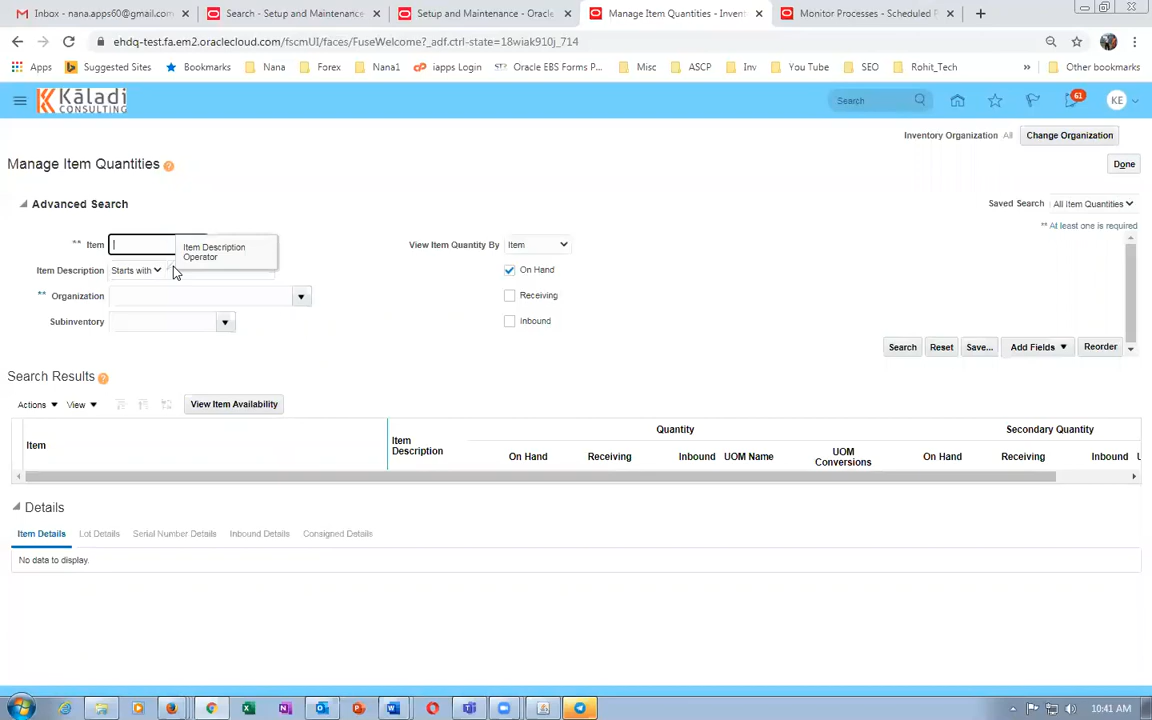 Inbox - nana.apps60@gmail.com
Search - Setup and Maintenance
Setup and Maintenance - Oracle
Manage Item Quantities - Invent
Monitor Processes - Scheduled P
ehdq-test.fa.em2.oraclecloud.com/fscmUI/faces/FuseWelcome?_adf.ctrl-state=18wiak910j_714
Apps Suggested Sites Bookmarks Nana Forex Nana1 iapps Login Oracle EBS Forms P... Misc ASCP Inv You Tube SEO Rohit_Tech » Other bookmarks
Kāladi
CONSULTING
Search
61
KE
Inventory Organization All Change Organization
Manage Item Quantities
Done
Advanced Search
Saved Search All Item Quantities
** At least one is required
** Item
Item Description
Operator
View Item Quantity By Item
Item Description Starts with
On Hand
** Organization
Receiving
Subinventory
Inbound
Search Reset Save... Add Fields Reorder
Search Results
Actions View View Item Availability
Item
Item
Description
Quantity
Secondary Quantity
On Hand Receiving Inbound UOM Name
UOM
Conversions
On Hand Receiving Inbound U
Details
Item Details Lot Details Serial Number Details Inbound Details Consigned Details
No data to display.
10:41 AM